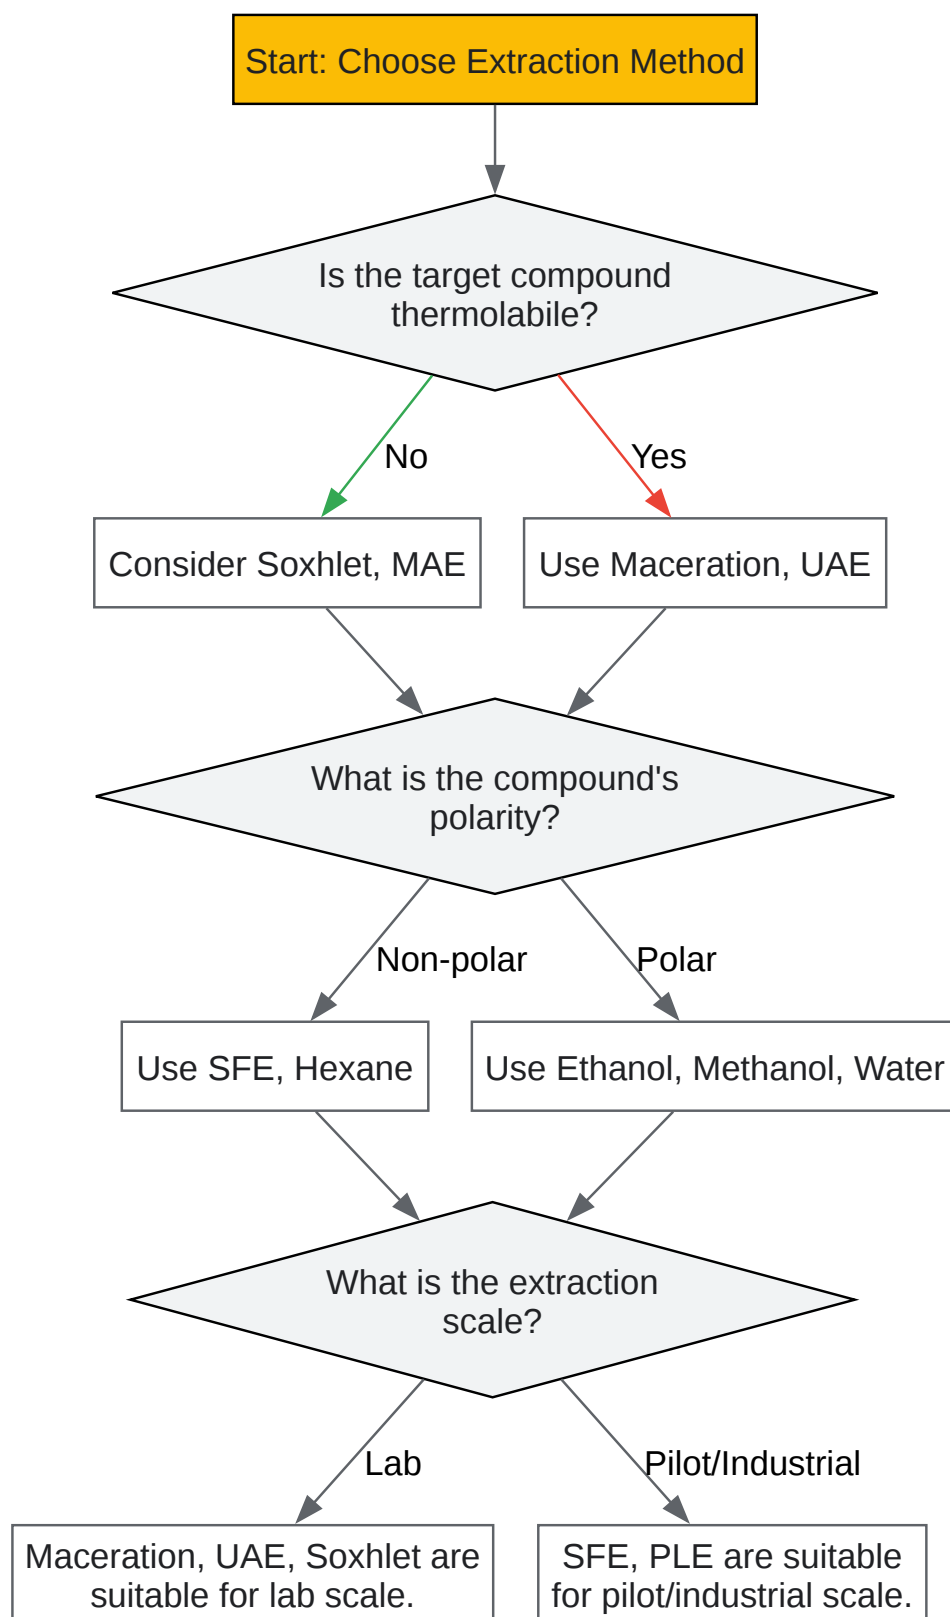 Start: Choose Extraction Method
Is the target compound
thermolabile?
No
Yes
Consider Soxhlet, MAE
Use Maceration, UAE
What is the compound's
polarity?
Non-polar
Polar
Use SFE, Hexane
Use Ethanol, Methanol, Water
What is the extraction
scale?
Lab
Pilot/Industrial
Maceration, UAE, Soxhlet are
suitable for lab scale.
SFE, PLE are suitable
for pilot/industrial scale.